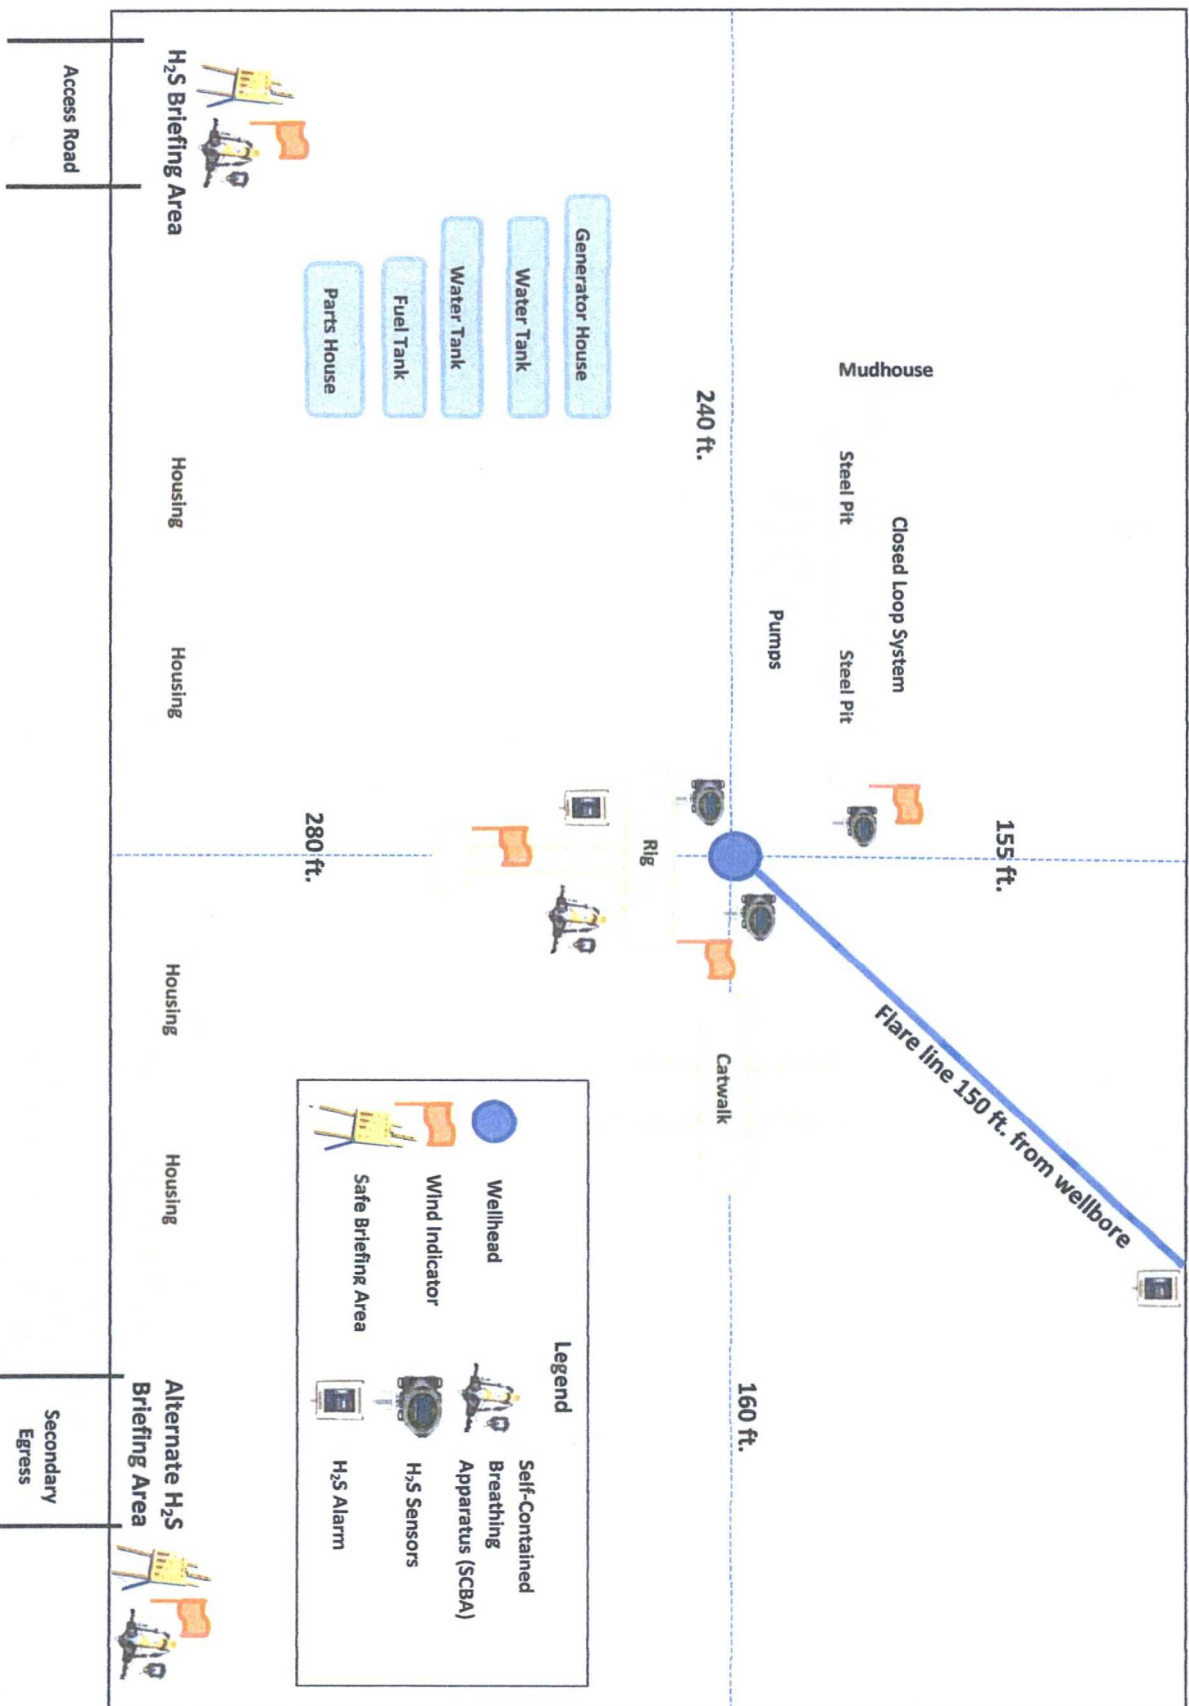 155 ft.
Closed Loop System
Mudhouse
Steel Pit
Steel Pit
Pumps
Flare line 150 ft. from wellbore
240 ft.
160 ft.
Catwalk
Rig
Generator House
Water Tank
Water Tank
Fuel Tank
Parts House
280 ft.
H₂S Briefing Area
Housing
Housing
Housing
Housing
Alternate H₂S
Briefing Area
Access Road
Secondary
Egress
Legend
Wellhead
Wind Indicator
Safe Briefing Area
Self-Contained
Breathing
Apparatus (SCBA)
H₂S Sensors
H₂S Alarm